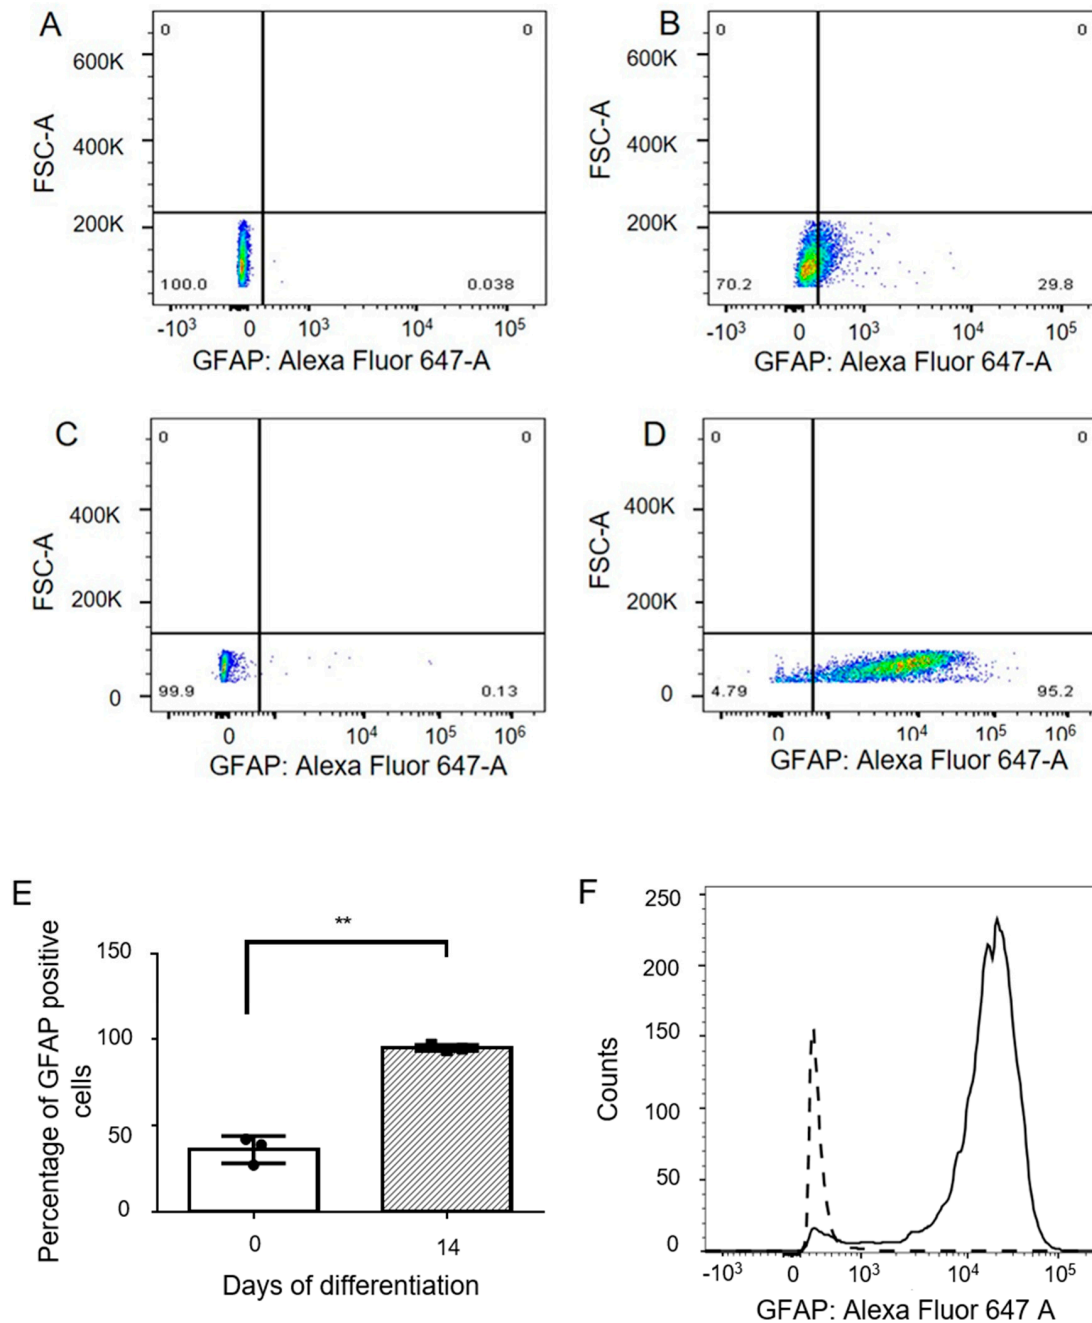 A
0 0
600K
400K
200K
FSC-A
100.0 0.038
-10³ 0 10³ 10⁴ 10⁵
GFAP: Alexa Fluor 647-A
B
0 0
600K
400K
200K
FSC-A
70.2 29.8
-10³ 0 10³ 10⁴ 10⁵
GFAP: Alexa Fluor 647-A
C
0 0
400K
200K
0
FSC-A
99.9 0.13
0 10⁴ 10⁵ 10⁶
GFAP: Alexa Fluor 647-A
D
0 0
400K
200K
0
FSC-A
4.79 95.2
0 10⁴ 10⁵ 10⁶
GFAP: Alexa Fluor 647-A
E
**
Percentage of GFAP positive
cells
150
100
50
0
0 14
Days of differentiation
F
250
200
150
100
50
0
Counts
-10³ 0 10³ 10⁴ 10⁵
GFAP: Alexa Fluor 647 A